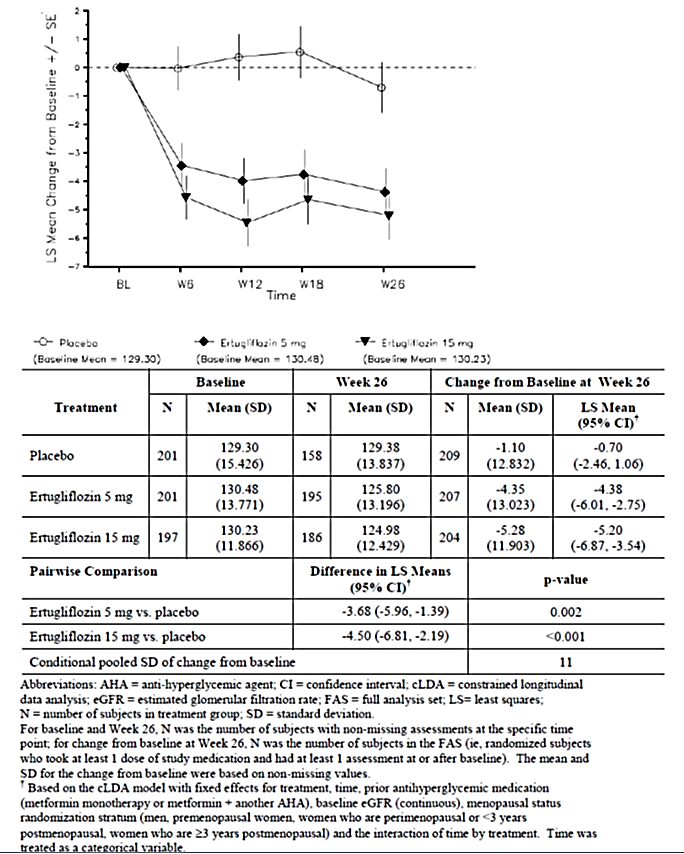 LS Mean Change from Baseline +/- SE
2
1
0
-1
-2
-3
-4
-5
-6
-7
BL W6 W12 W18 W26
Time
Placebo Ertugliflozin 5 mg Ertugliflozin 15 mg
(Baseline Mean = 129.30) (Baseline Mean = 130.48) (Baseline Mean = 130.23)
Baseline Week 26 Change from Baseline at Week 26
Treatment N Mean (SD) N Mean (SD) N Mean (SD) LS Mean
(95% CI)†
Placebo 201 129.30 158 129.38 209 -1.10 -0.70
(15.426) (13.837) (12.832) (-2.46, 1.06)
Ertugliflozin 5 mg 201 130.48 195 125.80 207 -4.35 -4.38
(13.771) (13.196) (13.023) (-6.01, -2.75)
Ertugliflozin 15 mg 197 130.23 186 124.98 204 -5.28 -5.20
(11.866) (12.429) (11.903) (-6.87, -3.54)
Pairwise Comparison Difference in LS Means p-value
(95% CI)†
Ertugliflozin 5 mg vs. placebo -3.68 (-5.96, -1.39) 0.002
Ertugliflozin 15 mg vs. placebo -4.50 (-6.81, -2.19) <0.001
Conditional pooled SD of change from baseline 11
Abbreviations: AHA = anti-hyperglycemic agent; CI = confidence interval; cLDA = constrained longitudinal
data analysis; eGFR = estimated glomerular filtration rate; FAS = full analysis set; LS= least squares;
N = number of subjects in treatment group; SD = standard deviation.
For baseline and Week 26, N was the number of subjects with non-missing assessments at the specific time
point; for change from baseline at Week 26, N was the number of subjects in the FAS (ie, randomized subjects
who took at least 1 dose of study medication and had at least 1 assessment at or after baseline). The mean and
SD for the change from baseline were based on non-missing values.
† Based on the cLDA model with fixed effects for treatment, time, prior antihyperglycemic medication
(metformin monotherapy or metformin + another AHA), baseline eGFR (continuous), menopausal status
randomization stratum (men, premenopausal women, women who are perimenopausal or <3 years
postmenopausal, women who are ≥3 years postmenopausal) and the interaction of time by treatment. Time was
treated as a categorical variable.